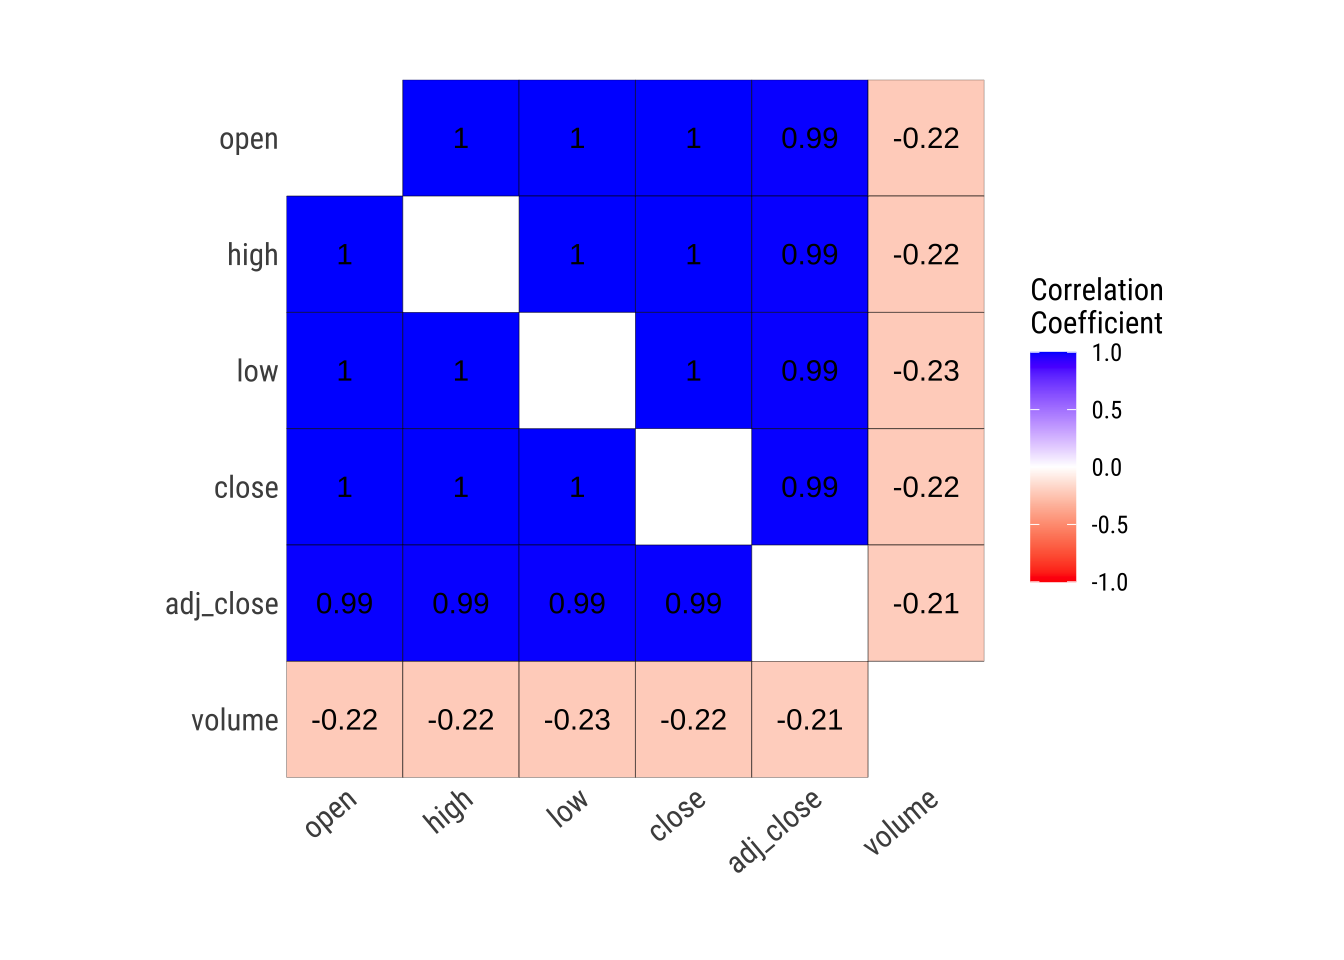 open 1 1 1 0.99 -0.22
high 1 1 1 0.99 -0.22
low 1 1 1 0.99 -0.23
close 1 1 1 0.99 -0.22
adj_close 0.99 0.99 0.99 0.99 -0.21
volume -0.22 -0.22 -0.23 -0.22 -0.21
open high low close adj_close volume
Correlation
Coefficient
1.0
0.5
0.0
-0.5
-1.0